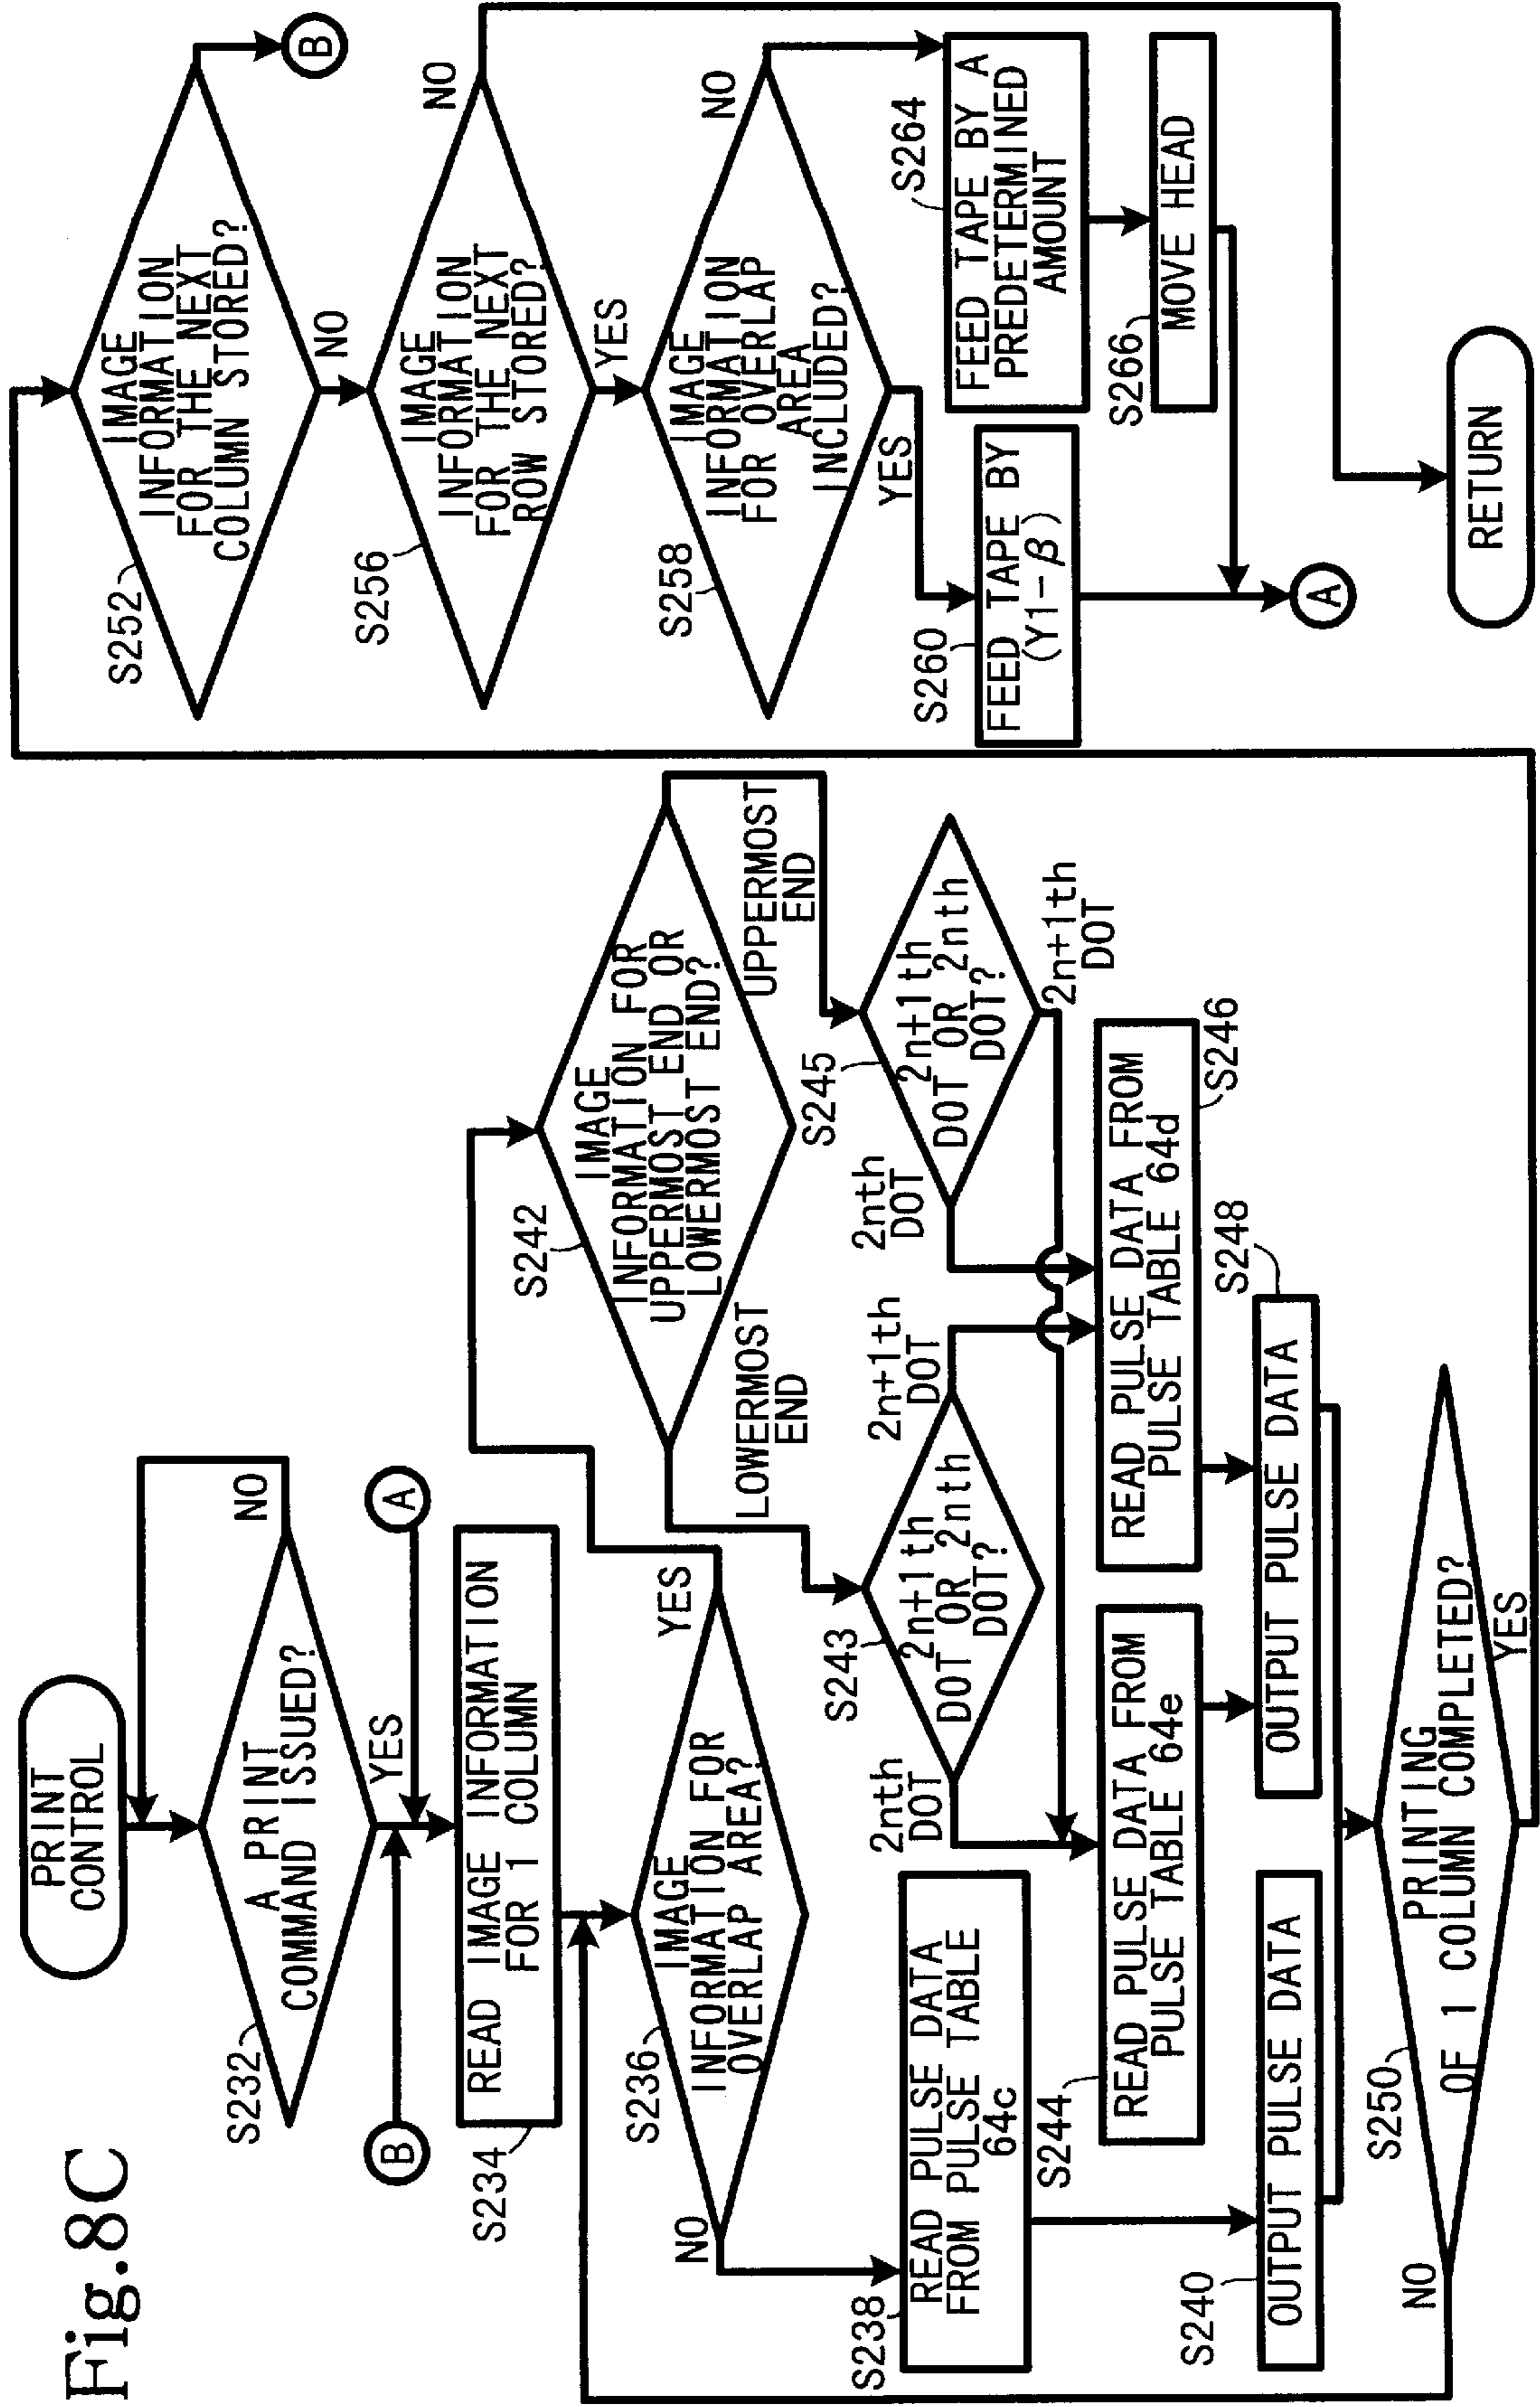 Fig.8C
PRINT
CONTROL
S232
A PRINT
COMMAND ISSUED?
NO
YES
B
A
S234
READ IMAGE INFORMATION
FOR 1 COLUMN
S236
IMAGE
INFORMATION FOR
OVERLAP AREA?
NO
YES
S238
READ PULSE DATA
FROM PULSE TABLE
64c
S240
OUTPUT PULSE DATA
S242
IMAGE
INFORMATION FOR
UPPERMOST END OR
LOWERMOST END?
LOWERMOST
END
UPPERMOST
END
S243
2n+1th
DOT OR 2nth
DOT?
2nth
DOT
2n+1th
DOT
S245
2n+1th
DOT OR 2nth
DOT?
2nth
DOT
2n+1th
DOT
S244
READ PULSE DATA FROM
PULSE TABLE 64e
READ PULSE DATA FROM
PULSE TABLE 64d
S246
S248
OUTPUT PULSE DATA
S250
PRINTING
OF 1 COLUMN COMPLETED?
NO
YES
S252
IMAGE
INFORMATION
FOR THE NEXT
COLUMN STORED?
B
NO
S256
IMAGE
INFORMATION
FOR THE NEXT
ROW STORED?
NO
YES
S258
IMAGE
INFORMATION
FOR OVERLAP
AREA
INCLUDED?
NO
YES
S260
FEED TAPE BY
(Y1-β)
S264
FEED TAPE BY A
PREDETERMINED
AMOUNT
S266
MOVE HEAD
A
RETURN